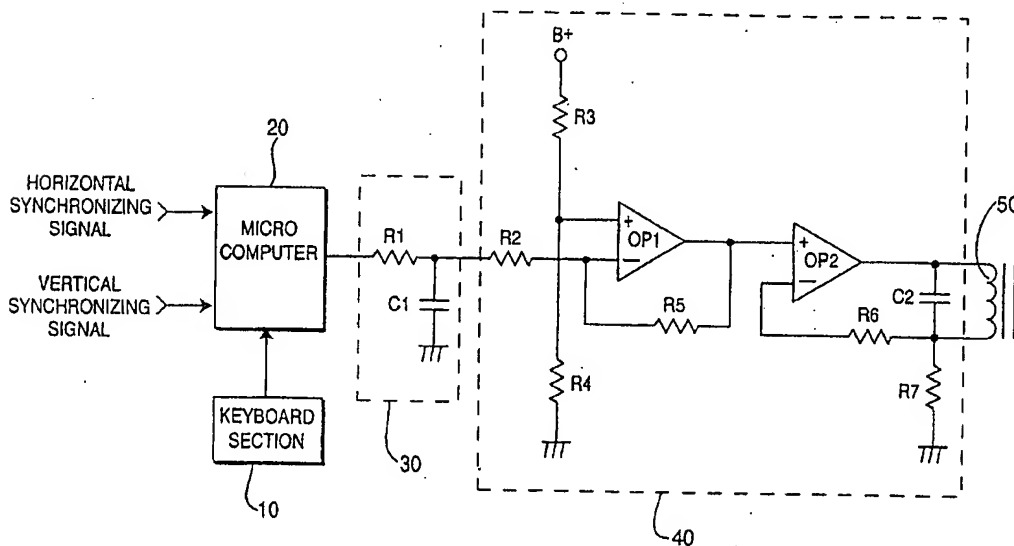 B+
R3
20
HORIZONTAL
SYNCHRONIZING
SIGNAL
MICRO
COMPUTER
VERTICAL
SYNCHRONIZING
SIGNAL
R1
C1
R2
+
OP1
−
R5
+
OP2
−
50
C2
R6
R4
R7
KEYBOARD
SECTION
30
10
40